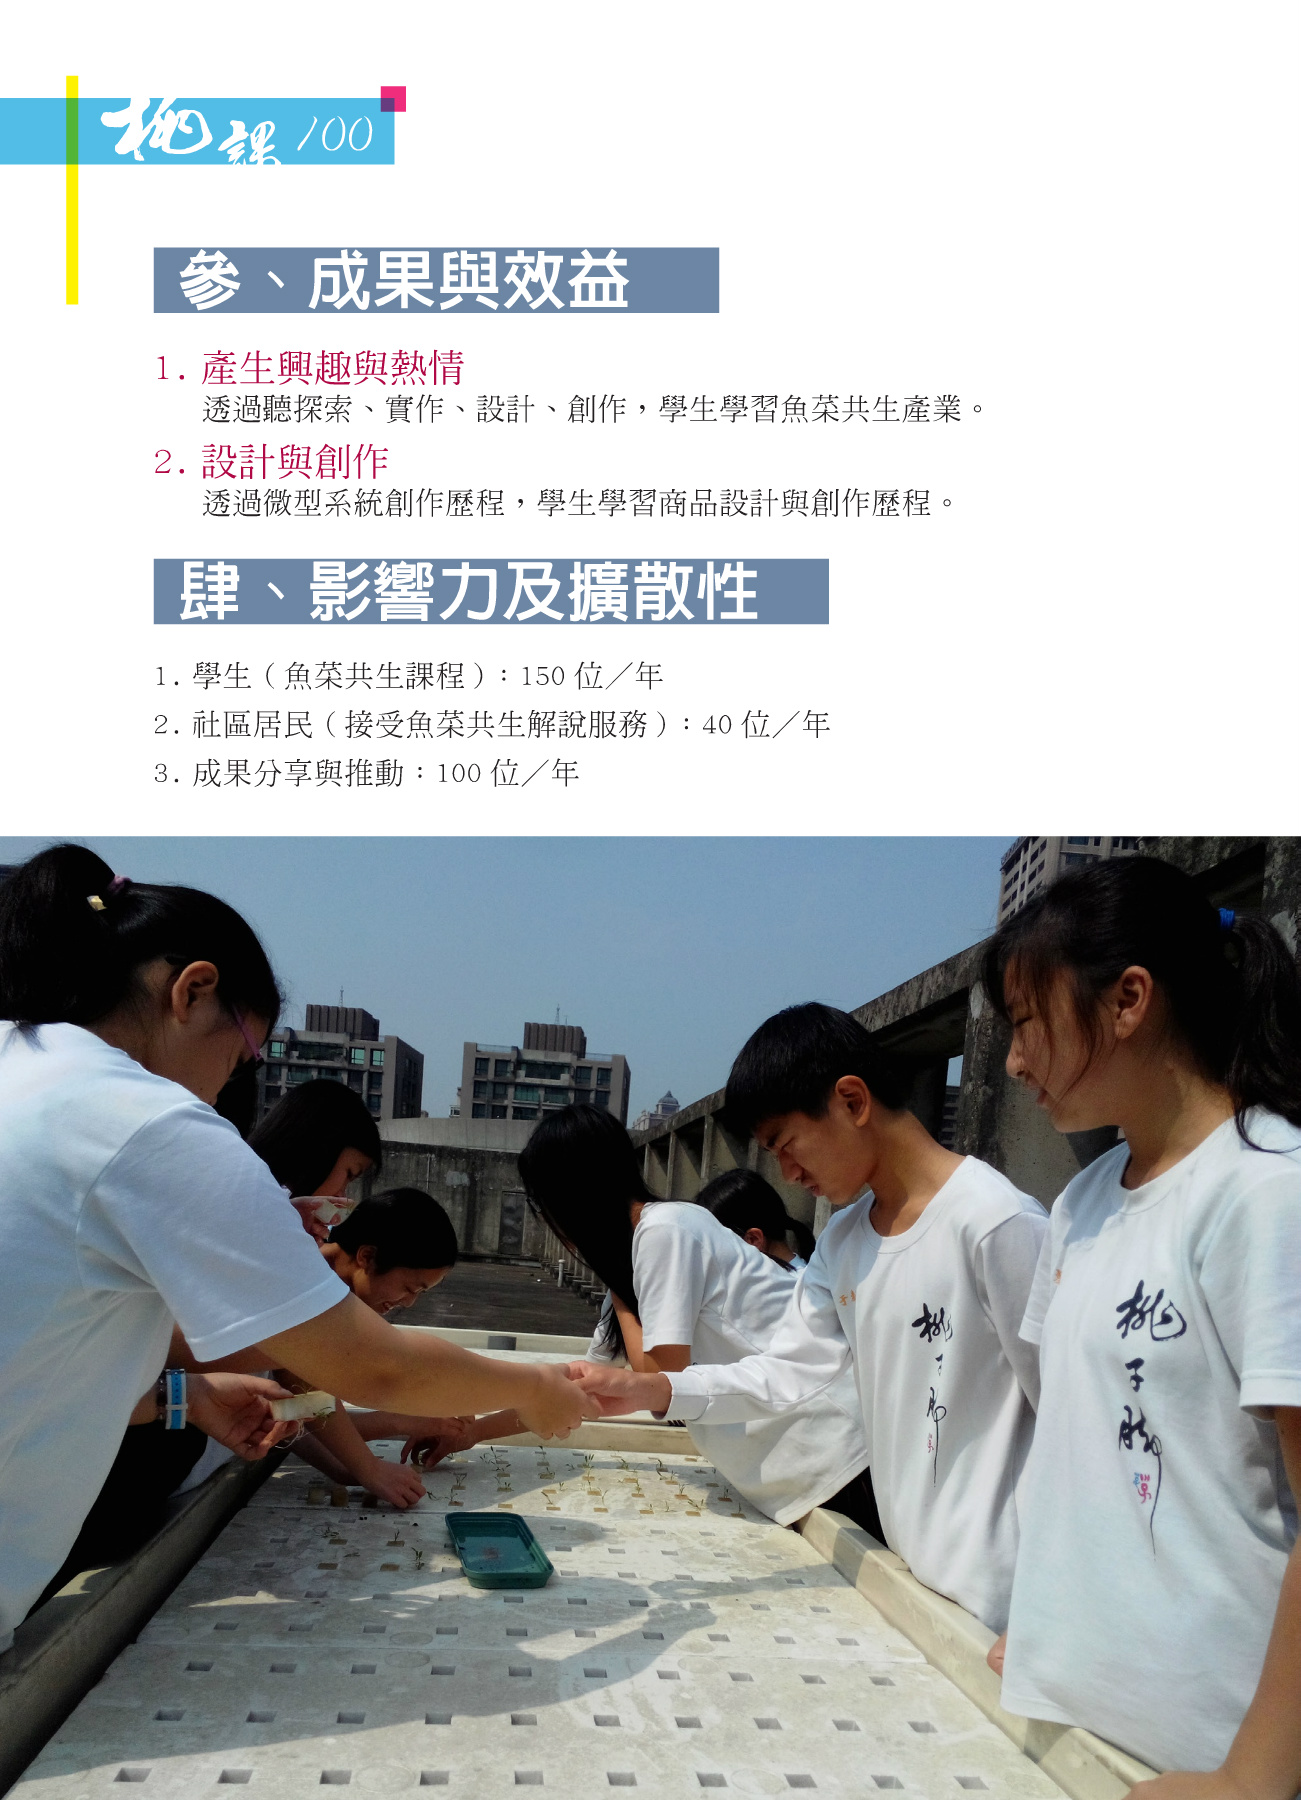 桃課100
參、成果與效益
1. 產生興趣與熱情
透過聽探索、實作、設計、創作，學生學習魚菜共生產業。
2. 設計與創作
透過微型系統創作歷程，學生學習商品設計與創作歷程。
肆、影響力及擴散性
1. 學生（魚菜共生課程）：150 位／年
2. 社區居民（接受魚菜共生解說服務）：40 位／年
3. 成果分享與推動：100 位／年
桃子腳
桃子腳